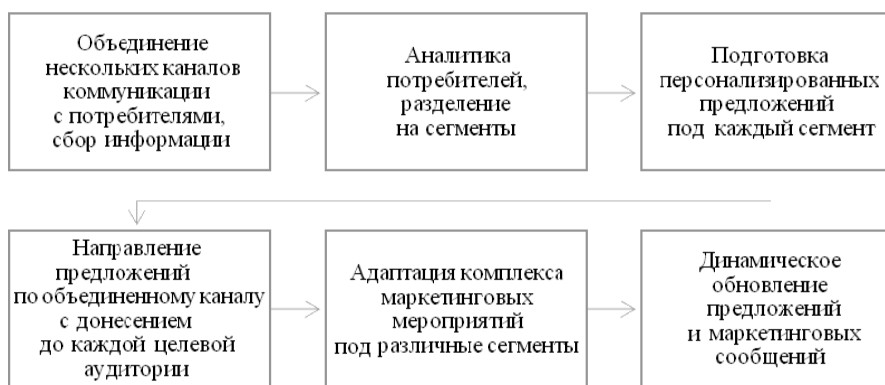 Объединение
нескольких каналов
коммуникации
с потребителями,
сбор информации
Аналитика
потребителей,
разделение
на сегменты
Подготовка
персонализированных
предложений
под каждый сегмент
Направление
предложений
по объединенному каналу
с донесением
до каждой целевой
аудитории
Адаптация комплекса
маркетинговых
мероприятий
под различные сегменты
Динамическое
обновление
предложений
и маркетинговых
сообщений